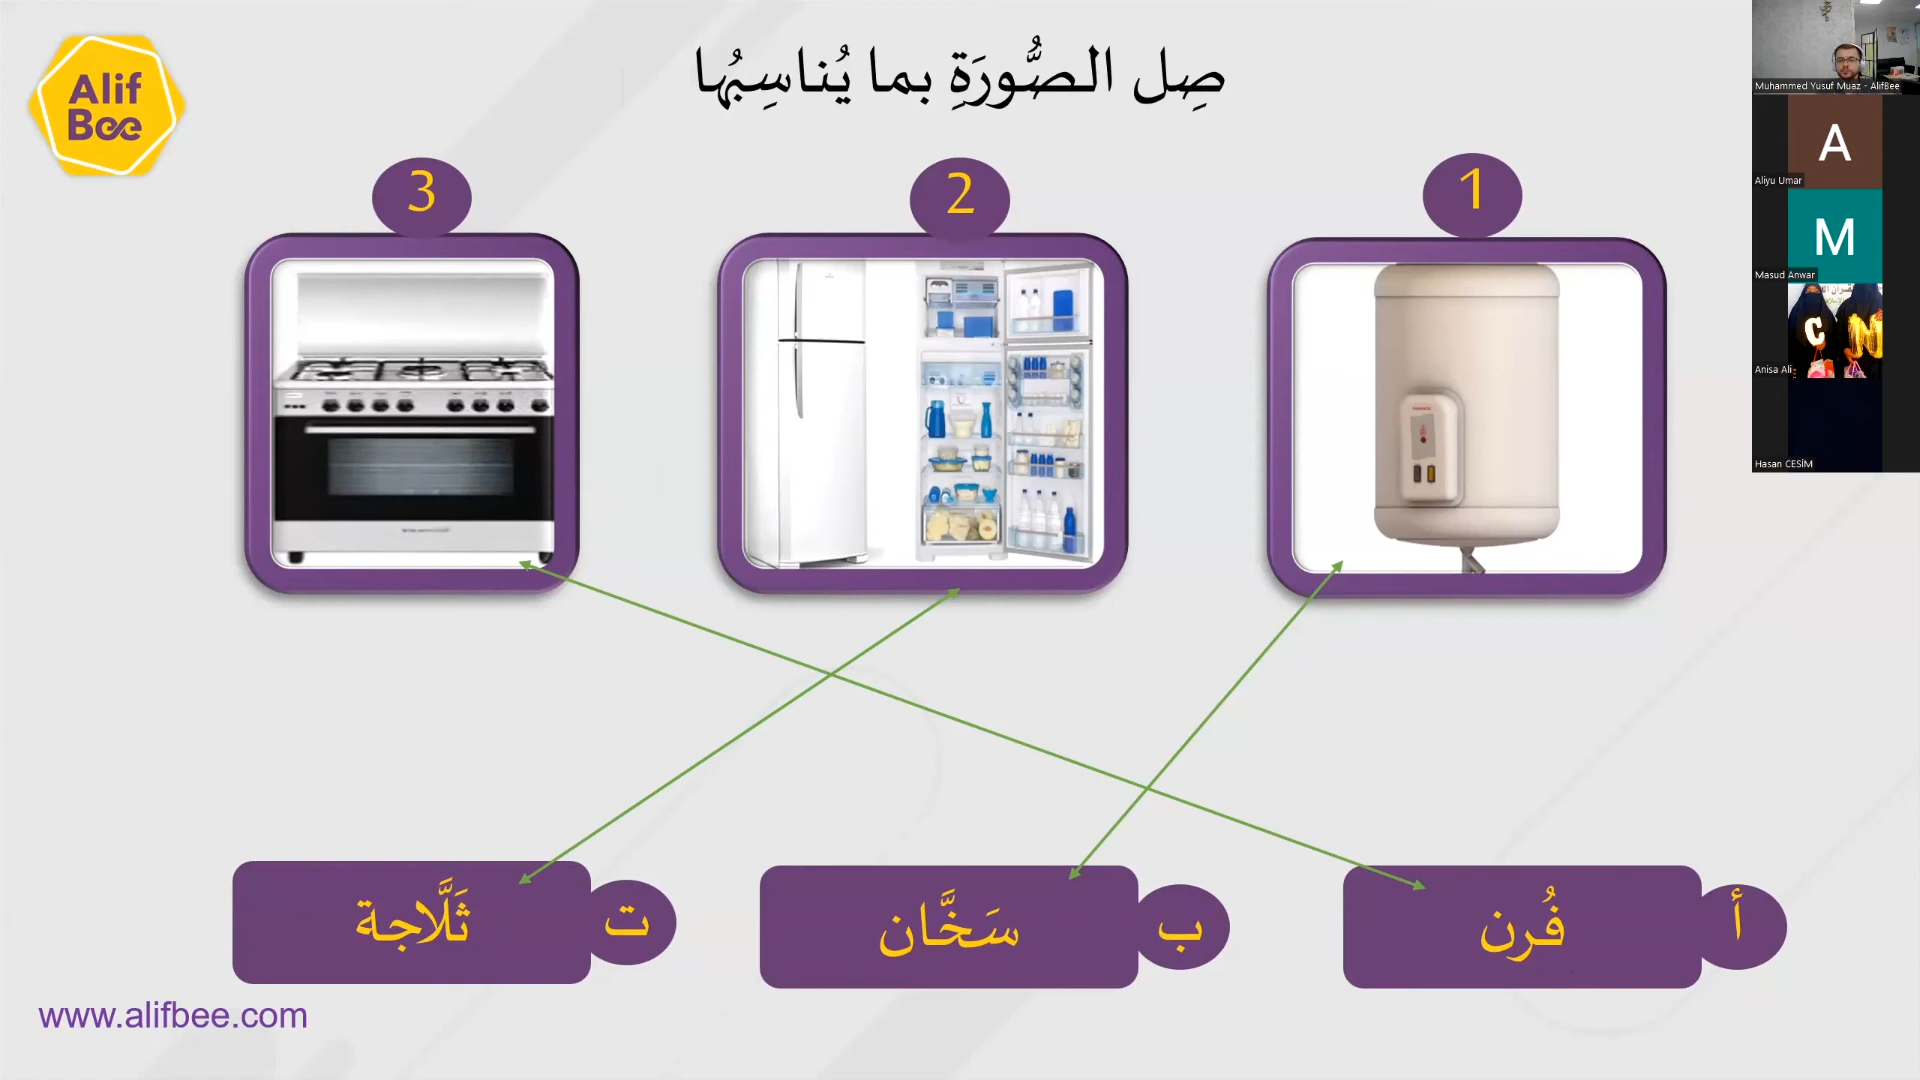 Alif
Bee
صِل الصُّورَةِ بما يُناسِبُها
1
2
3
أ
فُرن
ب
سَخَّان
ت
ثَلَّاجة
www.alifbee.com
Muhammed Yusuf Muaz - AlifBee
A
Aliyu Umar
M
Masud Anwar
C M
Anisa Ali
Hasan CESİM